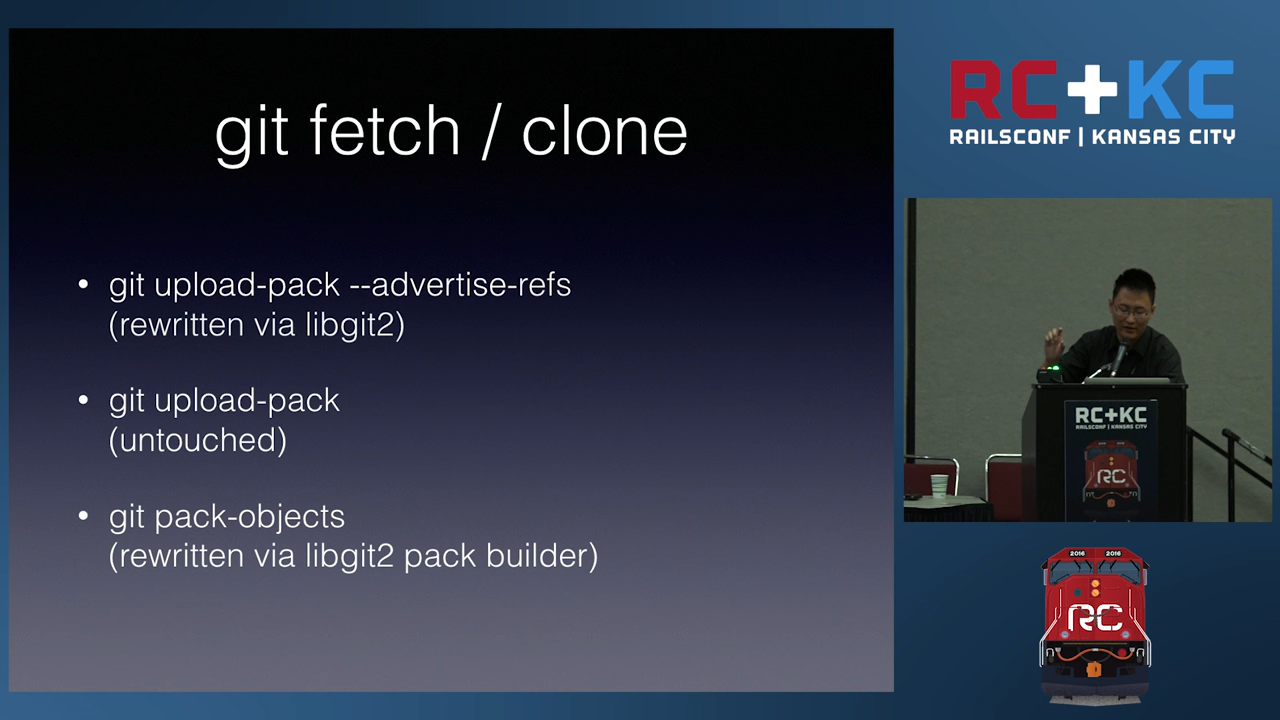 git fetch / clone
• git upload-pack --advertise-refs
(rewritten via libgit2)
• git upload-pack
(untouched)
• git pack-objects
(rewritten via libgit2 pack builder)
RC+KC
RAILSCONF | KANSAS CITY
RC+KC
RAILSCONF | KANSAS CITY
RC
2016 2016
RC